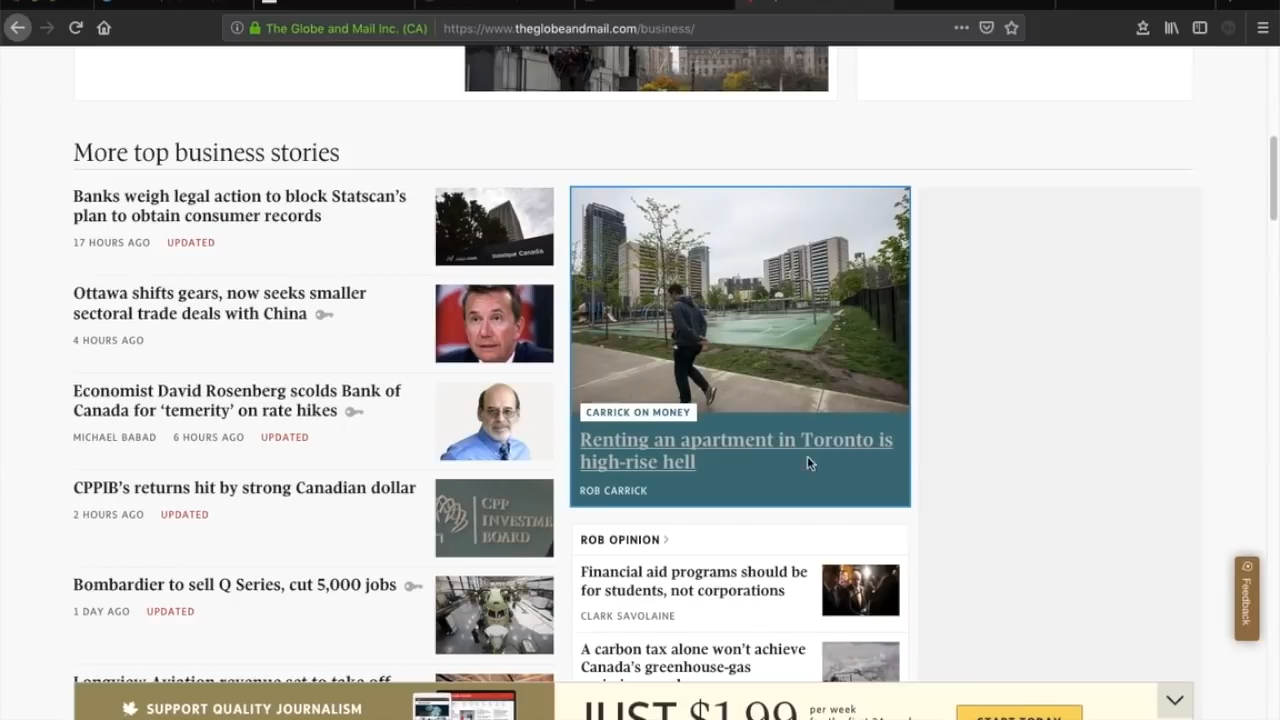 The Globe and Mail Inc. (CA)
https://www.theglobeandmail.com/business/
More top business stories
Banks weigh legal action to block Statscan's
plan to obtain consumer records
17 HOURS AGO UPDATED
Statistique Canada
Ottawa shifts gears, now seeks smaller
sectoral trade deals with China
4 HOURS AGO
Economist David Rosenberg scolds Bank of
Canada for ‘temerity’ on rate hikes
MICHAEL BABAD 6 HOURS AGO UPDATED
CPPIB's returns hit by strong Canadian dollar
2 HOURS AGO UPDATED
CPP
INVESTME
BOARD
Bombardier to sell Q Series, cut 5,000 jobs
1 DAY AGO UPDATED
Longview Aviation revenue set to take off
CARRICK ON MONEY
Renting an apartment in Toronto is
high-rise hell
ROB CARRICK
ROB OPINION >
Financial aid programs should be
for students, not corporations
CLARK SAVOLAINE
A carbon tax alone won't achieve
Canada's greenhouse-gas
Feedback
SUPPORT QUALITY JOURNALISM
JUST $1.99
per week
START TODAY